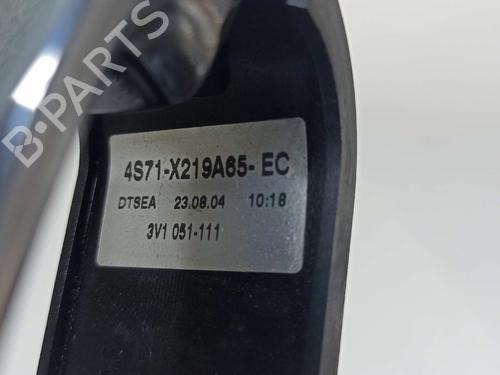 B-PARTS
4S71-X219A65-EC
DTSEA 23.08.04 10:18
3V1 051-111